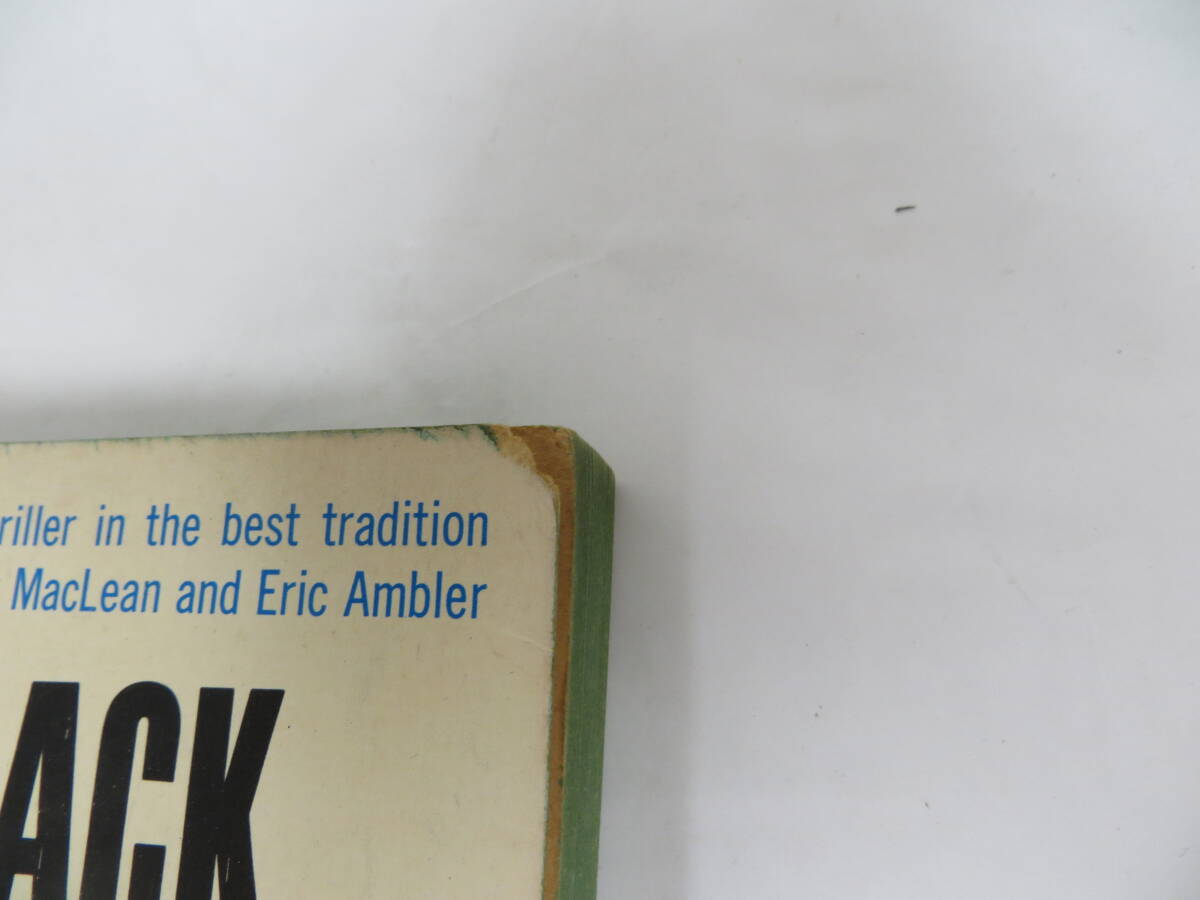 riller in the best tradition
MacLean and Eric Ambler
ACK